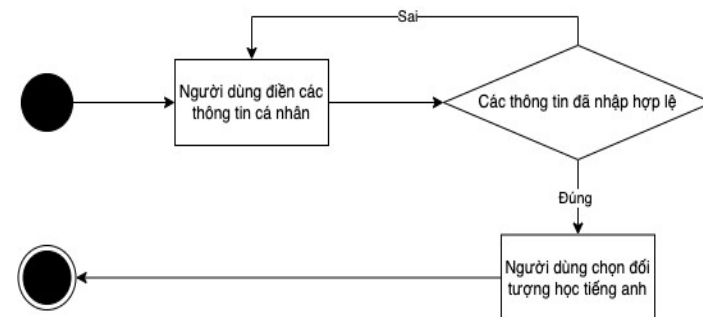 Sai
Người dùng điền các
thông tin cá nhân
Các thông tin đã nhập hợp lệ
Đúng
Người dùng chọn đối
tượng học tiếng anh